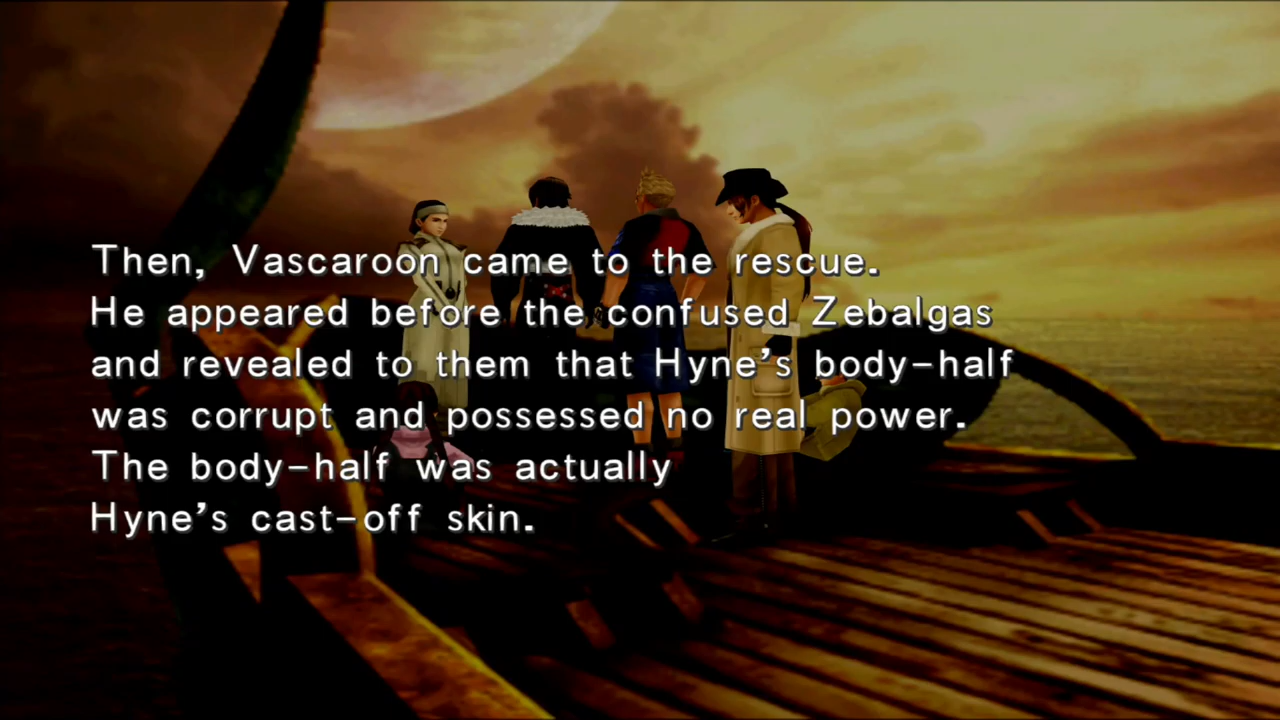 Then, Vascaroon came to the rescue.
He appeared before the confused Zebalgas
and revealed to them that Hyne's body-half
was corrupt and possessed no real power.
The body-half was actually
Hyne's cast-off skin.